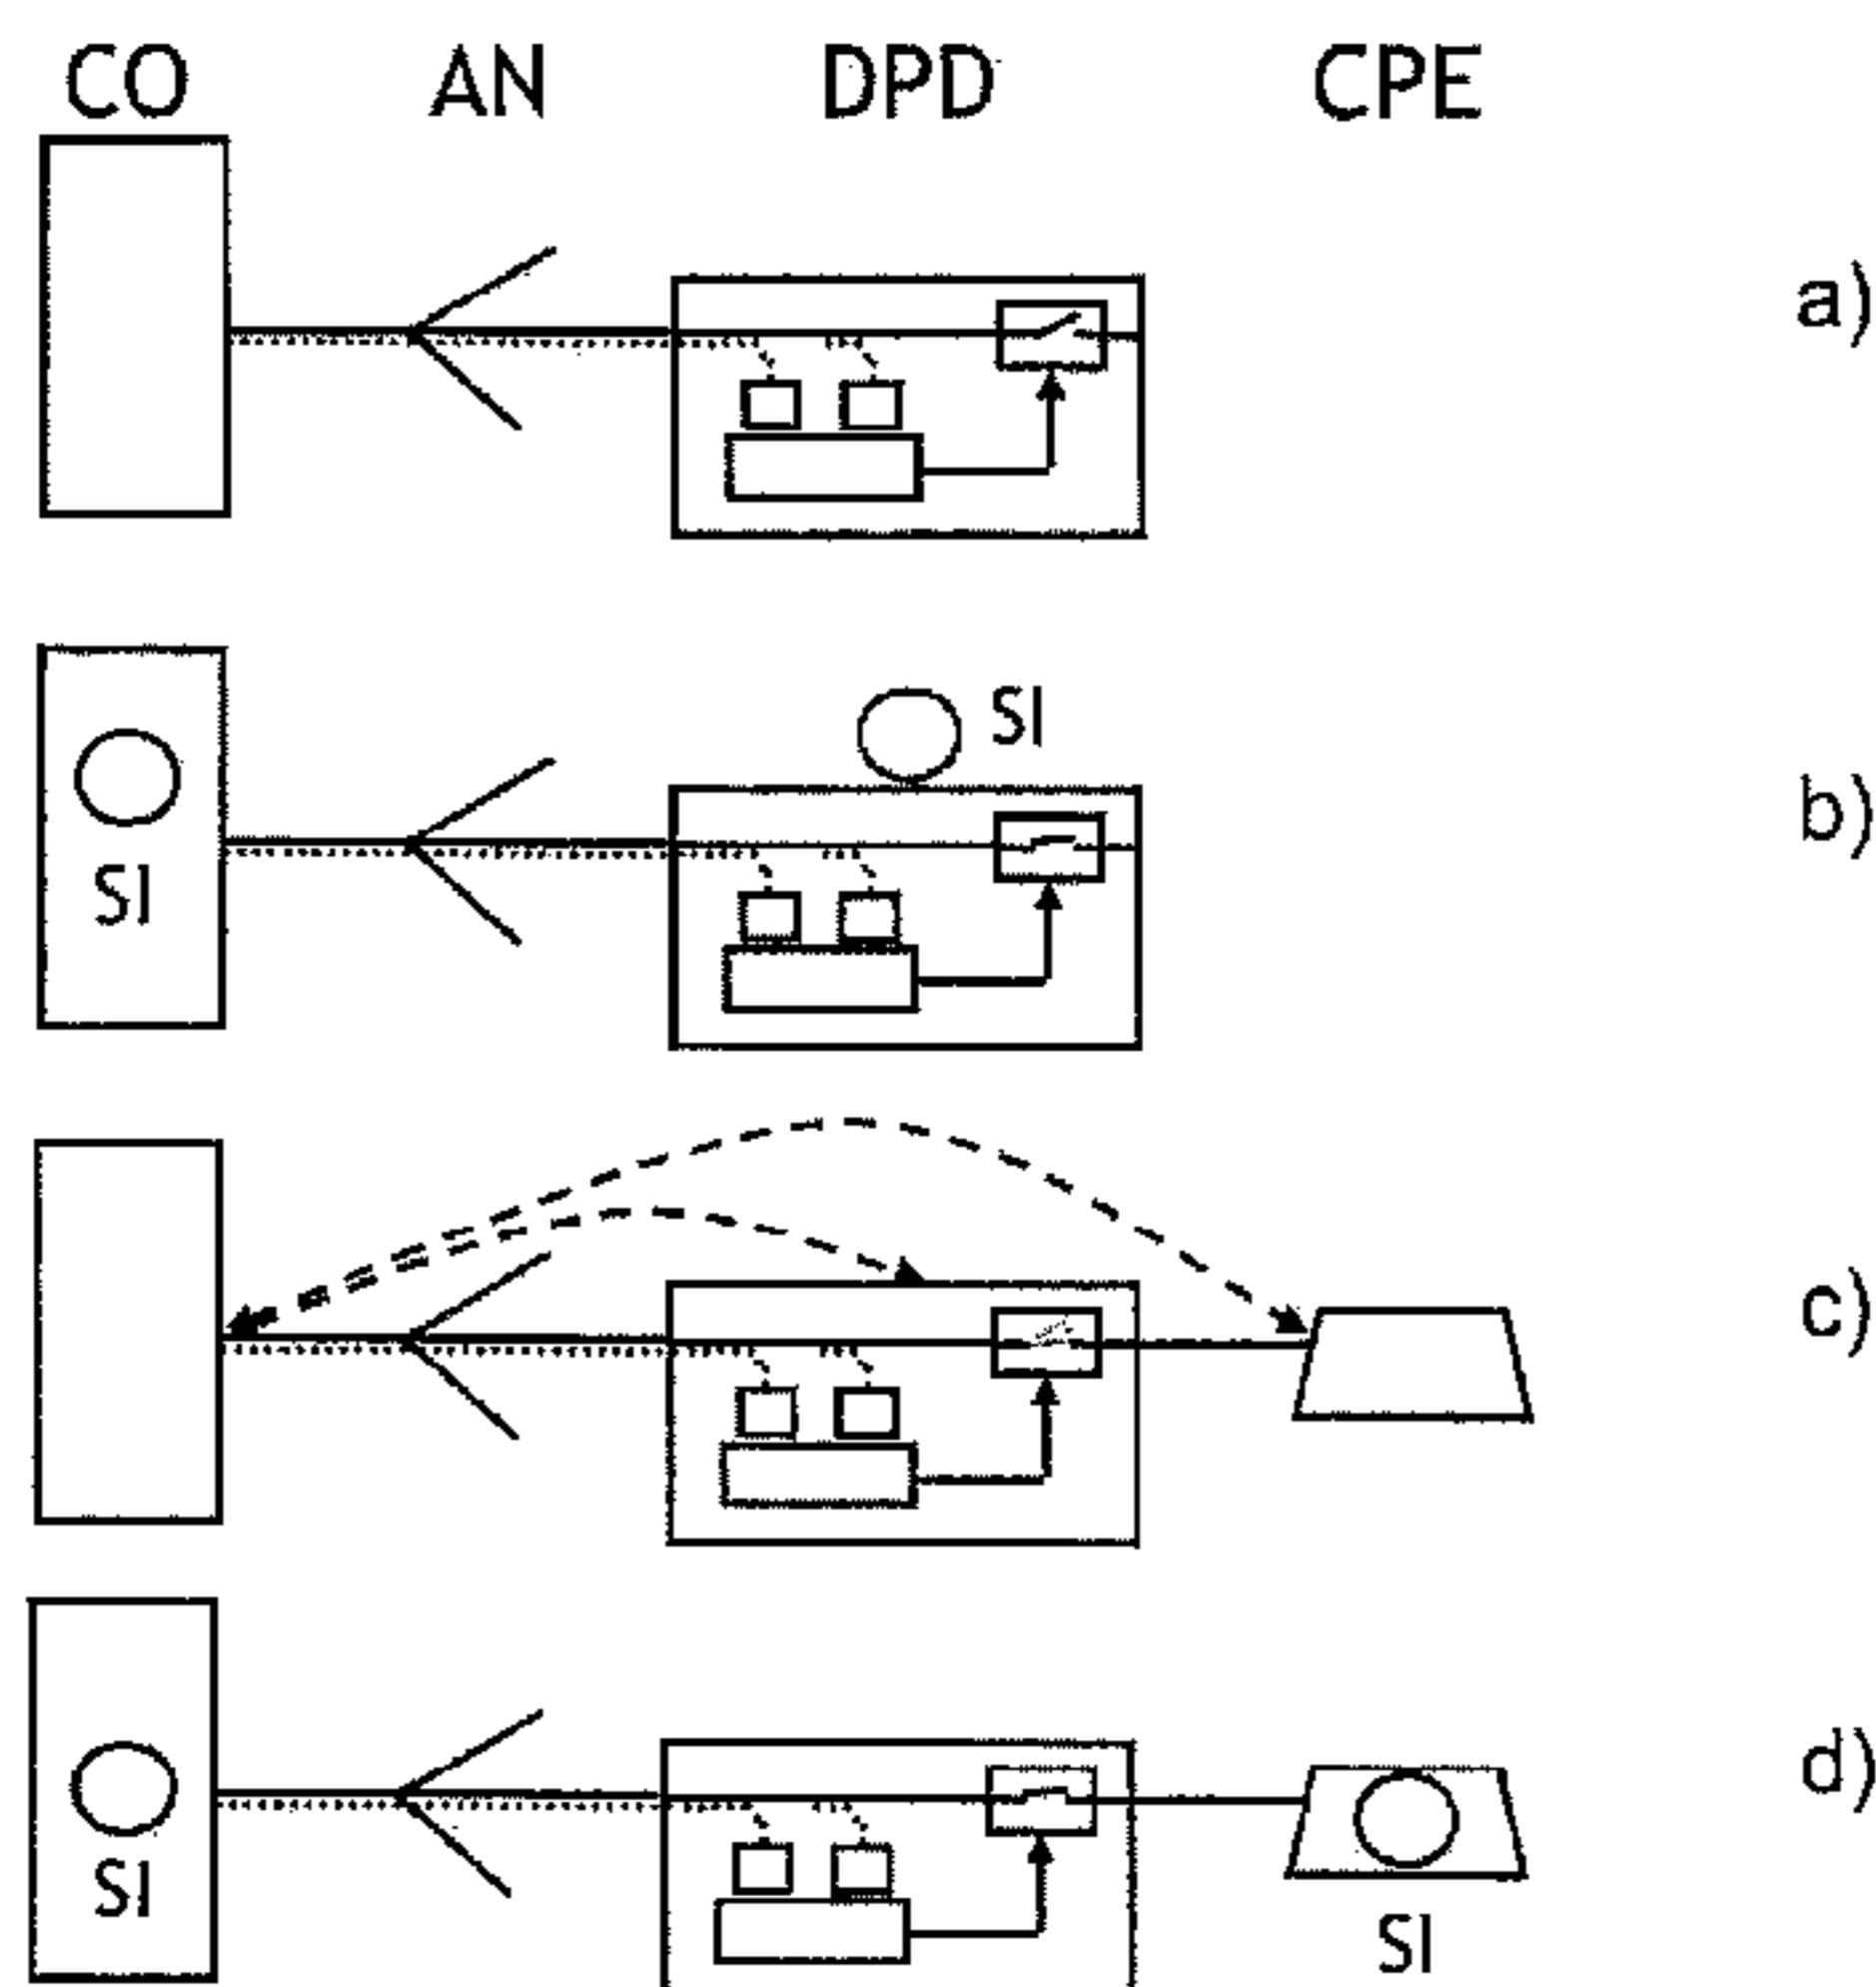 CO AN DPD CPE
a)
SI
b)
SI
c)
d)
SI
SI